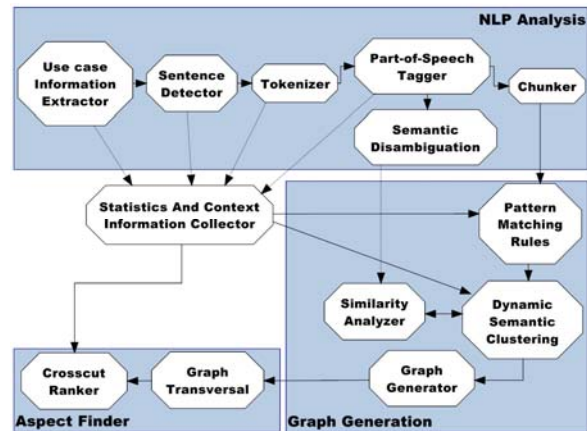 NLP Analysis
Use case
Information
Extractor
Sentence
Detector
Tokenizer
Part-of-Speech
Tagger
Chunker
Semantic
Disambiguation
Statistics And Context
Information Collector
Pattern
Matching
Rules
Similarity
Analyzer
Dynamic
Semantic
Clustering
Crosscut
Ranker
Graph
Transversal
Graph
Generator
Aspect Finder
Graph Generation